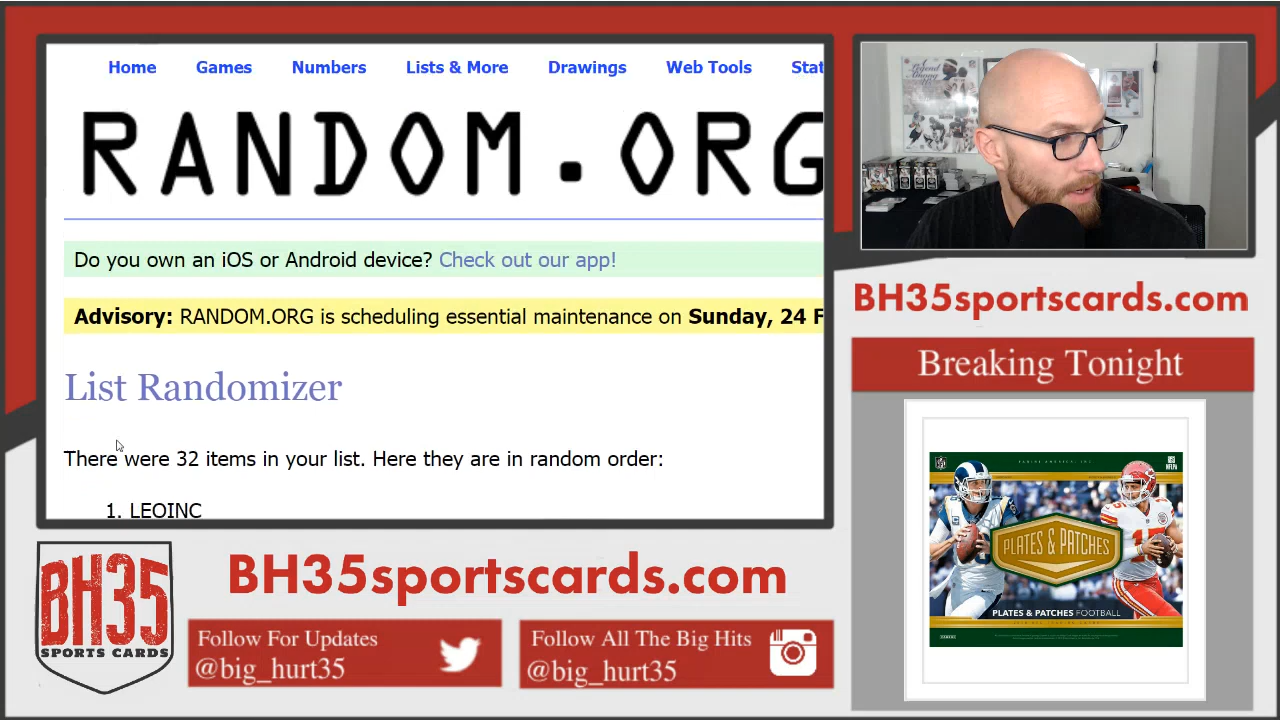 Home Games Numbers Lists & More Drawings Web Tools Stat
RANDOM.ORG
Do you own an iOS or Android device? Check out our app!
Advisory: RANDOM.ORG is scheduling essential maintenance on Sunday, 24 F
List Randomizer
There were 32 items in your list. Here they are in random order:
1. LEOINC
BH35sportscards.com
Breaking Tonight
PLATES & PATCHES
PLATES & PATCHES FOOTBALL
BH35
SPORTS CARDS
BH35sportscards.com
Follow For Updates
@big_hurt35
Follow All The Big Hits
@big_hurt35